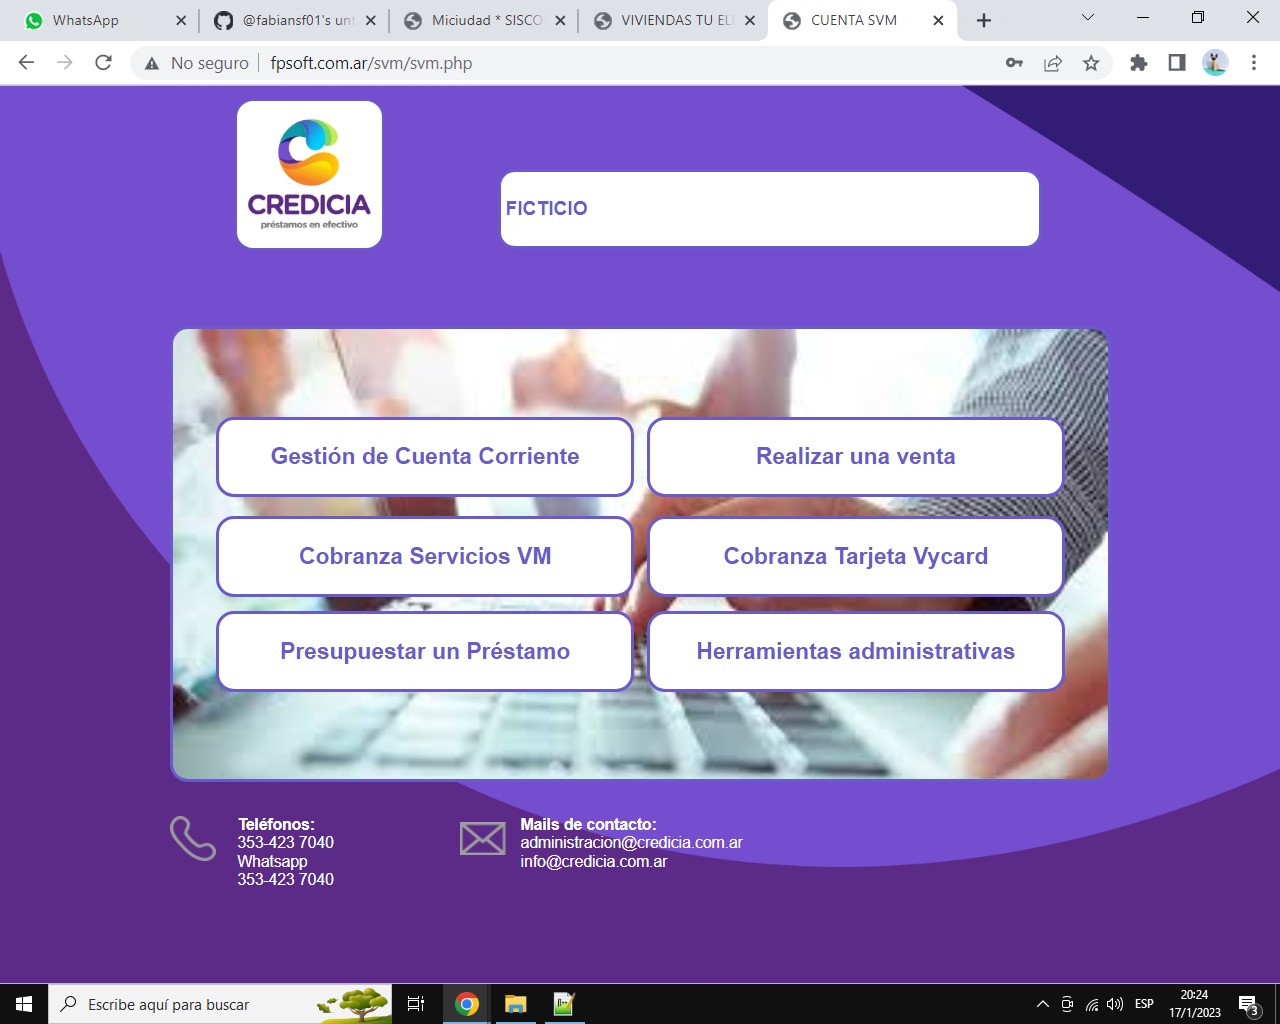 WhatsApp
@fabiansf01's unt
Miciudad * SISCO
VIVIENDAS TU EL
CUENTA SVM
No seguro
fpsoft.com.ar/svm/svm.php
CREDICIA
préstamos en efectivo
FICTICIO
Gestión de Cuenta Corriente
Realizar una venta
Cobranza Servicios VM
Cobranza Tarjeta Vycard
Presupuestar un Préstamo
Herramientas administrativas
Teléfonos:
353-423 7040
Whatsapp
353-423 7040
Mails de contacto:
administracion@credicia.com.ar
info@credicia.com.ar
Escribe aquí para buscar
ESP
20:24
17/1/2023
3